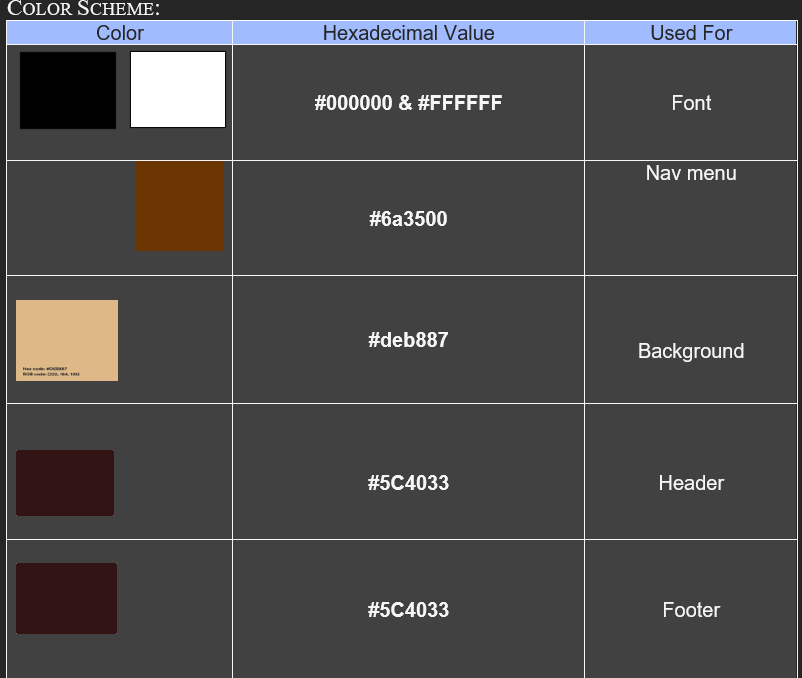 COLOR SCHEME:
Color Hexadecimal Value Used For
#000000 & #FFFFFF Font
Nav menu
#6a3500
#deb887
Background
Hex code: #DEB887
RGB code: (222, 184, 135)
#5C4033 Header
#5C4033 Footer